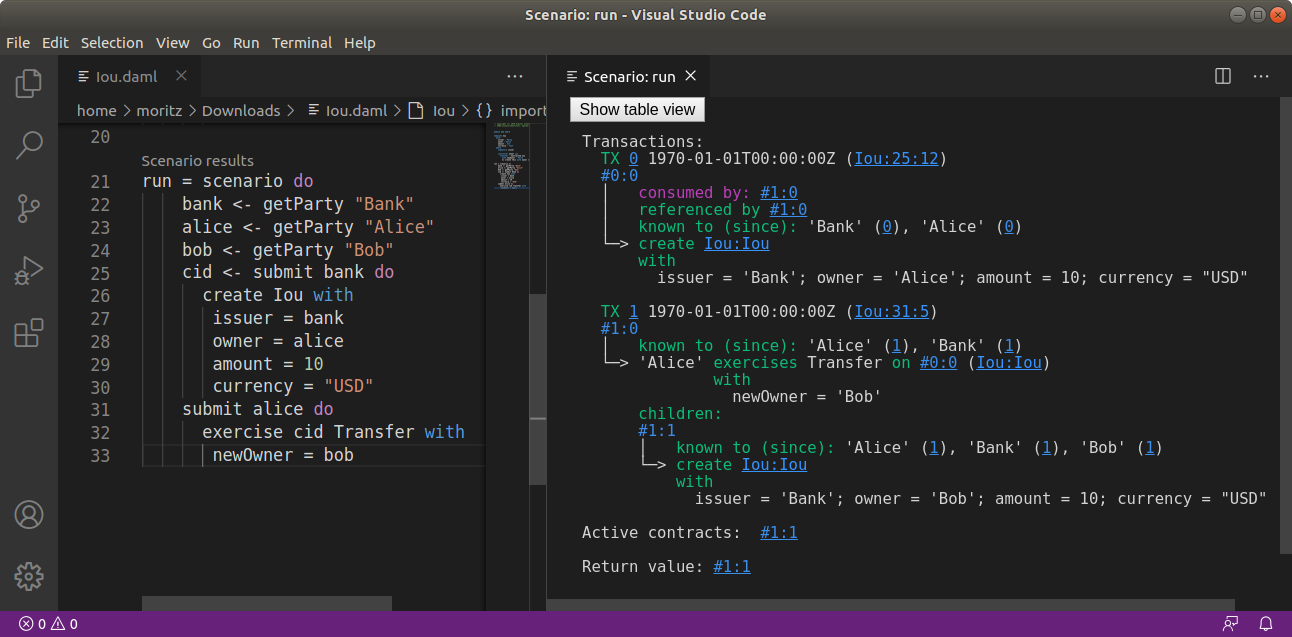 Scenario: run - Visual Studio Code
File Edit Selection View Go Run Terminal Help
Iou.daml
home > moritz > Downloads > Iou.daml > Iou > {} import
20
Scenario results
21 run = scenario do
22 bank <- getParty "Bank"
23 alice <- getParty "Alice"
24 bob <- getParty "Bob"
25 cid <- submit bank do
26 create Iou with
27 issuer = bank
28 owner = alice
29 amount = 10
30 currency = "USD"
31 submit alice do
32 exercise cid Transfer with
33 newOwner = bob
Scenario: run
Show table view
Transactions:
TX 0 1970-01-01T00:00:00Z (Iou:25:12)
#0:0
consumed by: #1:0
referenced by #1:0
known to (since): 'Bank' (0), 'Alice' (0)
└─> create Iou:Iou
with
issuer = 'Bank'; owner = 'Alice'; amount = 10; currency = "USD"
TX 1 1970-01-01T00:00:00Z (Iou:31:5)
#1:0
known to (since): 'Alice' (1), 'Bank' (1)
└─> 'Alice' exercises Transfer on #0:0 (Iou:Iou)
with
newOwner = 'Bob'
children:
#1:1
known to (since): 'Alice' (1), 'Bank' (1), 'Bob' (1)
└─> create Iou:Iou
with
issuer = 'Bank'; owner = 'Bob'; amount = 10; currency = "USD"
Active contracts: #1:1
Return value: #1:1
0 0